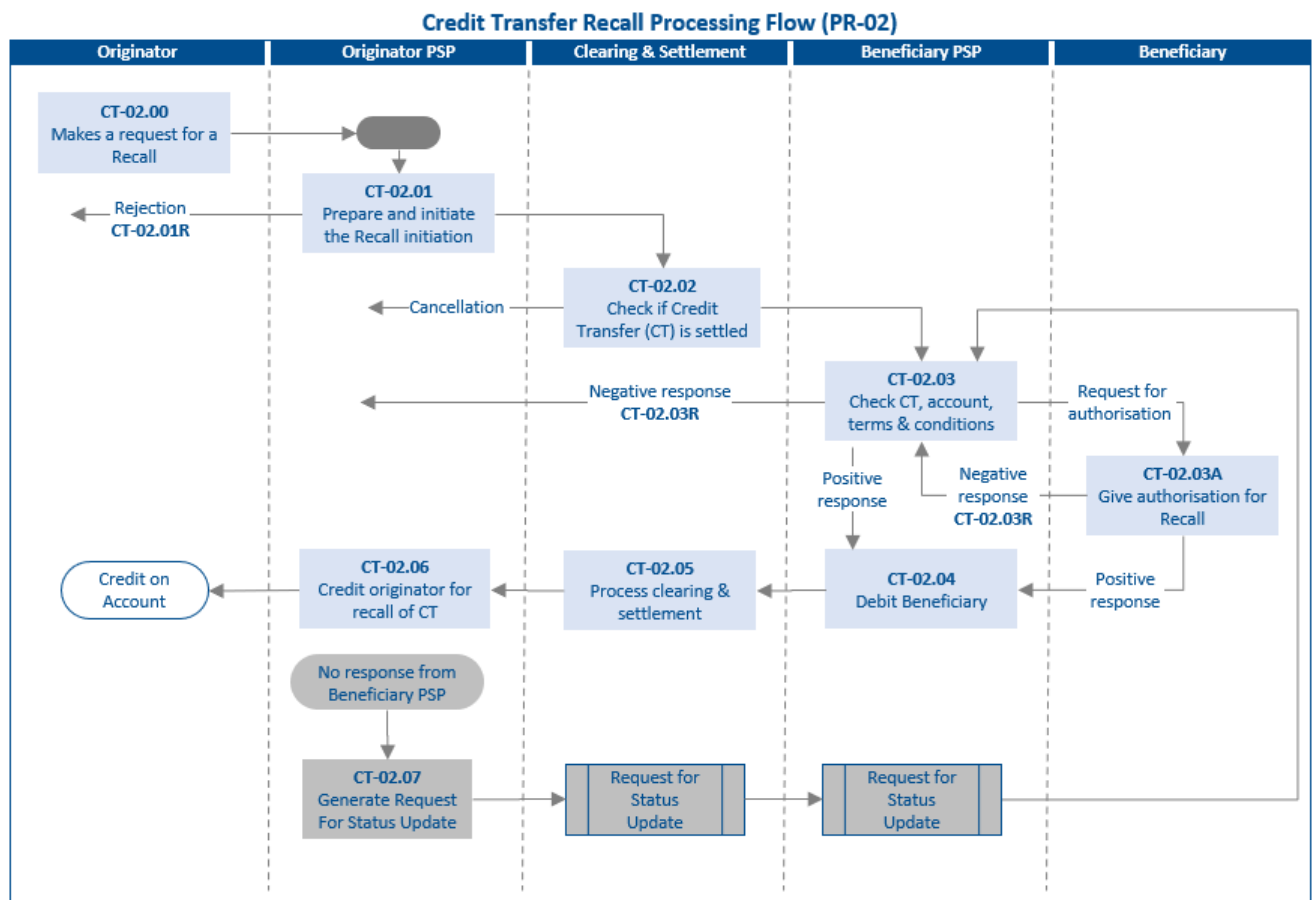 Credit Transfer Recall Processing Flow (PR-02)
Originator
Originator PSP
Clearing & Settlement
Beneficiary PSP
Beneficiary
CT-02.00
Makes a request for a
Recall
CT-02.01
Prepare and initiate
the Recall initiation
Rejection
CT-02.01R
CT-02.02
Check if Credit
Transfer (CT) is settled
Cancellation
CT-02.03
Check CT, account,
terms & conditions
Negative response
CT-02.03R
Request for
authorisation
CT-02.03A
Give authorisation for
Recall
Negative
response
CT-02.03R
Positive
response
Positive
response
CT-02.04
Debit Beneficiary
CT-02.05
Process clearing &
settlement
CT-02.06
Credit originator for
recall of CT
Credit on
Account
No response from
Beneficiary PSP
CT-02.07
Generate Request
For Status Update
Request for
Status
Update
Request for
Status
Update